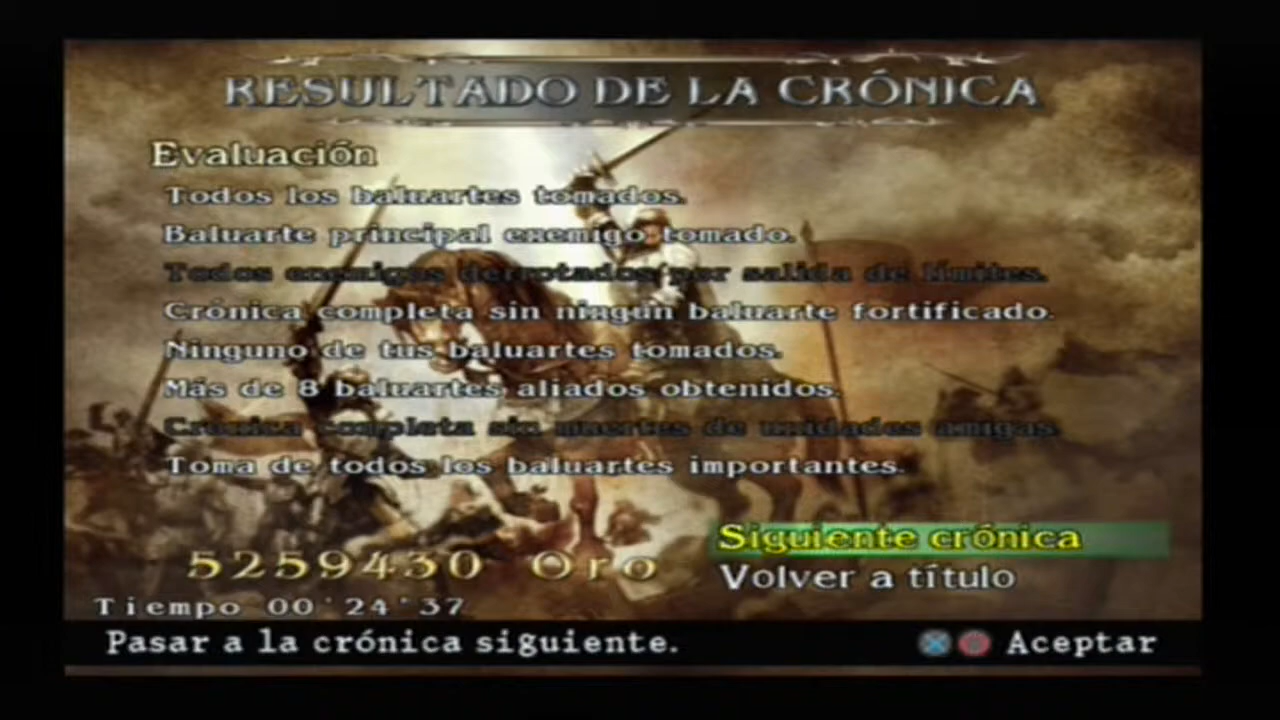 RESULTADO DE LA CRÓNICA
Evaluación
Todos los baluartes tomados.
Baluarte principal enemigo tomado.
Todos enemigos derrotados por salida de límites.
Crónica completa sin ningún baluarte fortificado.
Ninguno de tus baluartes tomados.
Más de 8 baluartes aliados obtenidos.
Crónica completa sin muertes de unidades amigas.
Toma de todos los baluartes importantes.
Siguiente crónica
5259430 Oro
Volver a título
Tiempo 00'24"37
Pasar a la crónica siguiente.
Aceptar